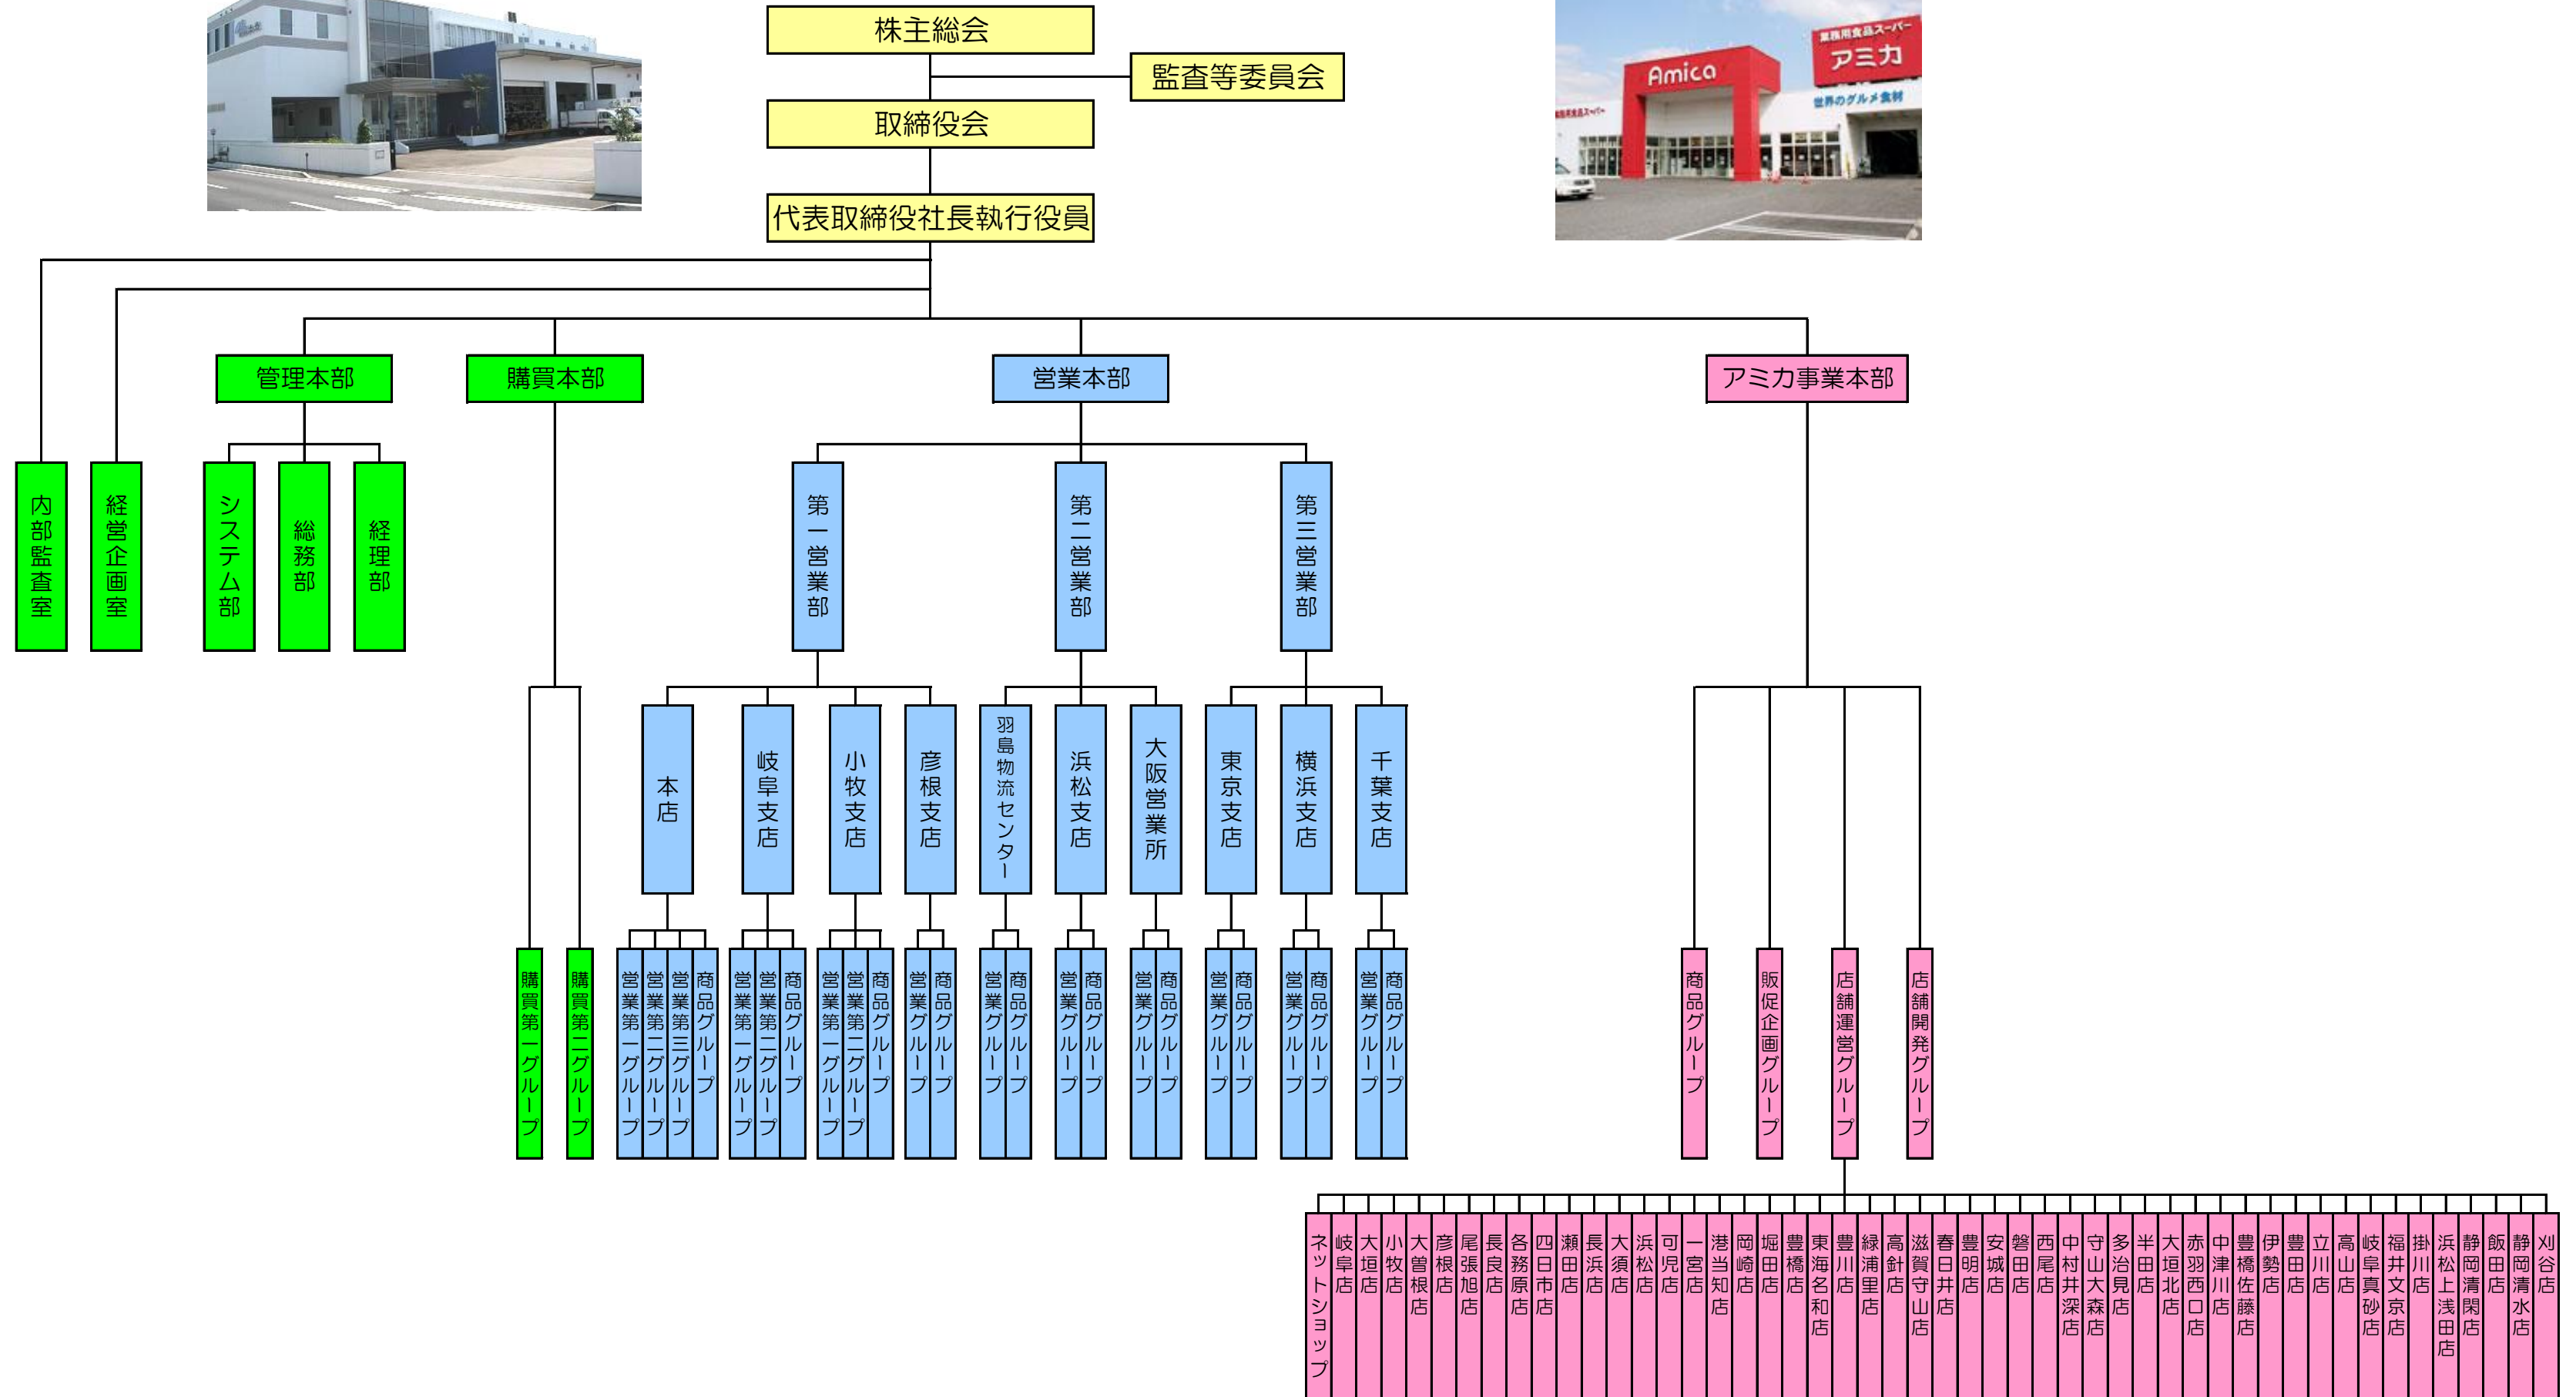 株主総会
監査等委員会
取締役会
代表取締役社長執行役員
Amica
業務用食品スーパー
アミカ
世界のグルメ食材
業務用食品スーパー
管理本部
購買本部
営業本部
アミカ事業本部
内部監査室
経営企画室
システム部
総務部
経理部
第一営業部
第二営業部
第三営業部
本店
岐阜支店
小牧支店
彦根支店
羽島物流センター
浜松支店
大阪営業所
東京支店
横浜支店
千葉支店
購買第一グループ
購買第二グループ
営業第一グループ
営業第二グループ
営業第三グループ
商品グループ
営業第一グループ
営業第二グループ
商品グループ
営業第一グループ
営業第二グループ
商品グループ
営業グループ
商品グループ
営業グループ
商品グループ
営業グループ
商品グループ
営業グループ
商品グループ
営業グループ
商品グループ
営業グループ
商品グループ
営業グループ
商品グループ
商品グループ
販促企画グループ
店舗運営グループ
店舗開発グループ
ネットショップ
岐阜店
大垣店
小牧店
大曽根店
彦根店
尾張旭店
長良店
各務原店
四日市店
瀬田店
長浜店
大須店
浜松店
可児店
一宮店
港当知店
岡崎店
堀田店
豊橋店
東海名和店
豊川店
緑浦里店
高針店
滋賀守山店
春日井店
豊明店
安城店
磐田店
西尾店
中村井深店
守山大森店
多治見店
半田店
大垣北店
赤羽西口店
中津川店
豊橋佐藤店
伊勢店
豊田店
立川店
高山店
岐阜真砂店
福井文京店
掛川店
浜松上浅田店
静岡清閑店
飯田店
静岡清水店
刈谷店